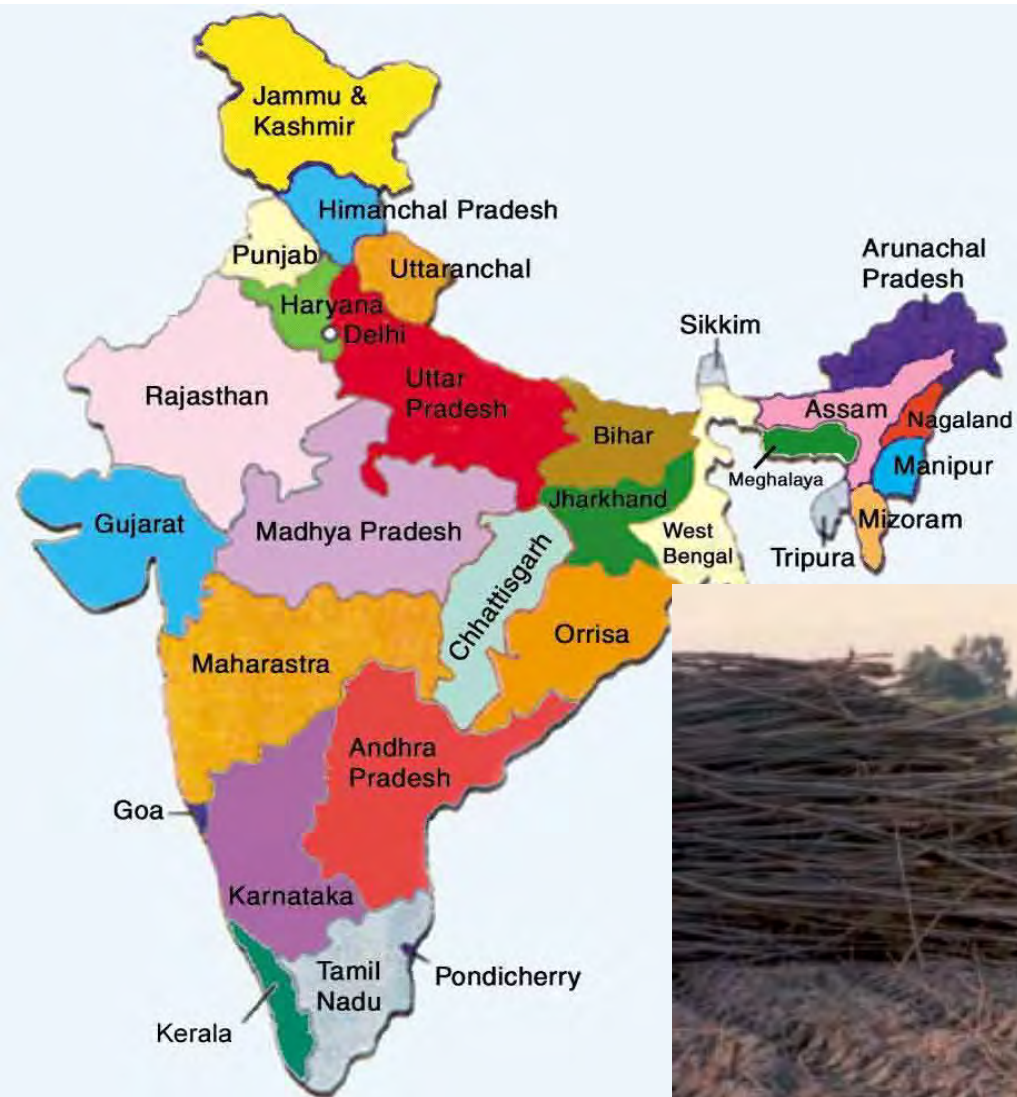 Jammu &
Kashmir
Himanchal Pradesh
Punjab
Uttaranchal
Arunachal
Pradesh
Haryana
Delhi
Sikkim
Rajasthan
Uttar
Pradesh
Assam
Nagaland
Bihar
Manipur
Meghalaya
Jharkhand
Gujarat
Madhya Pradesh
Mizoram
West
Bengal
Tripura
Chhattisgarh
Orrisa
Maharastra
Andhra
Pradesh
Goa
Karnataka
Tamil
Nadu
Pondicherry
Kerala